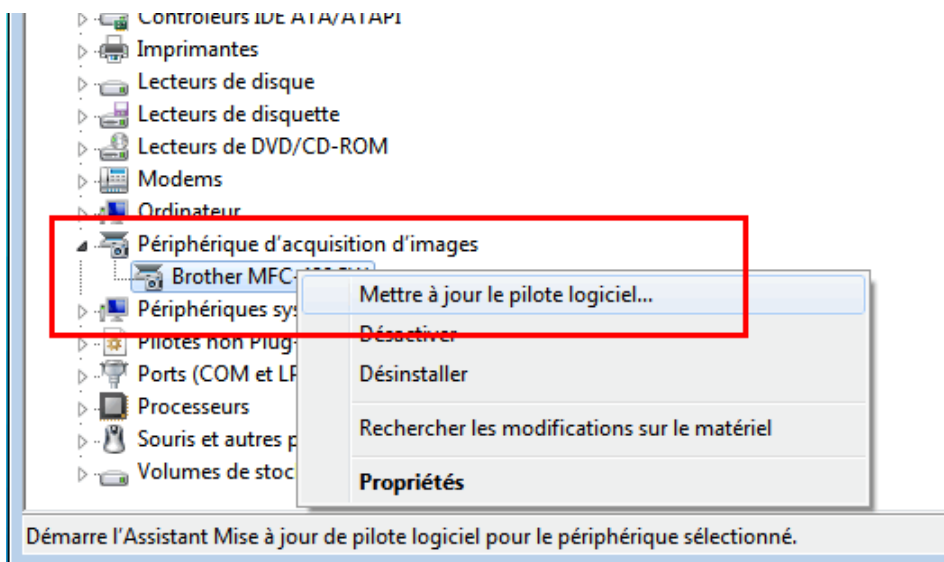 Contrôleurs IDE ATA/ATAPI
Imprimantes
Lecteurs de disque
Lecteurs de disquette
Lecteurs de DVD/CD-ROM
Modems
Ordinateur
Périphérique d'acquisition d'images
Brother MFC-
Mettre à jour le pilote logiciel...
Périphériques sy
Désactiver
Pilotes non Plug-
Ports (COM et LP
Désinstaller
Processeurs
Rechercher les modifications sur le matériel
Souris et autres p
Volumes de stoc
Propriétés
Démarre l'Assistant Mise à jour de pilote logiciel pour le périphérique sélectionné.